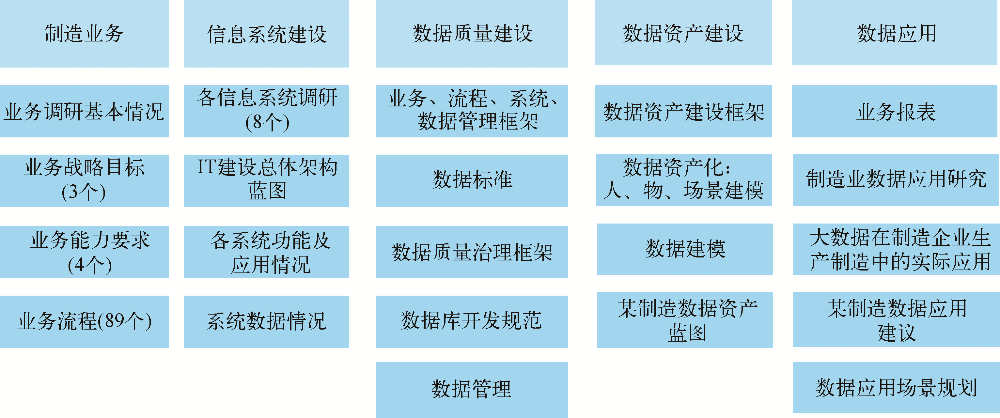 制造业务
信息系统建设
数据质量建设
数据资产建设
数据应用
业务调研基本情况
各信息系统调研
(8个)
业务、流程、系统、
数据管理框架
数据资产建设框架
业务报表
业务战略目标
(3个)
IT建设总体架构
蓝图
数据标准
数据资产化：
人、物、场景建模
制造业数据应用研究
业务能力要求
(4个)
各系统功能及
应用情况
数据质量治理框架
数据建模
大数据在制造企业生
产制造中的实际应用
业务流程(89个)
系统数据情况
数据库开发规范
某制造数据资产
蓝图
某制造数据应用
建议
数据管理
数据应用场景规划